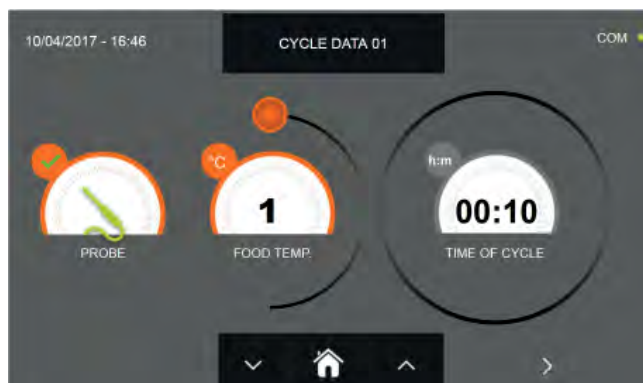 10/04/2017 - 16:46
CYCLE DATA 01
COM
°C
h:m
1
00:10
PROBE
FOOD TEMP.
TIME OF CYCLE